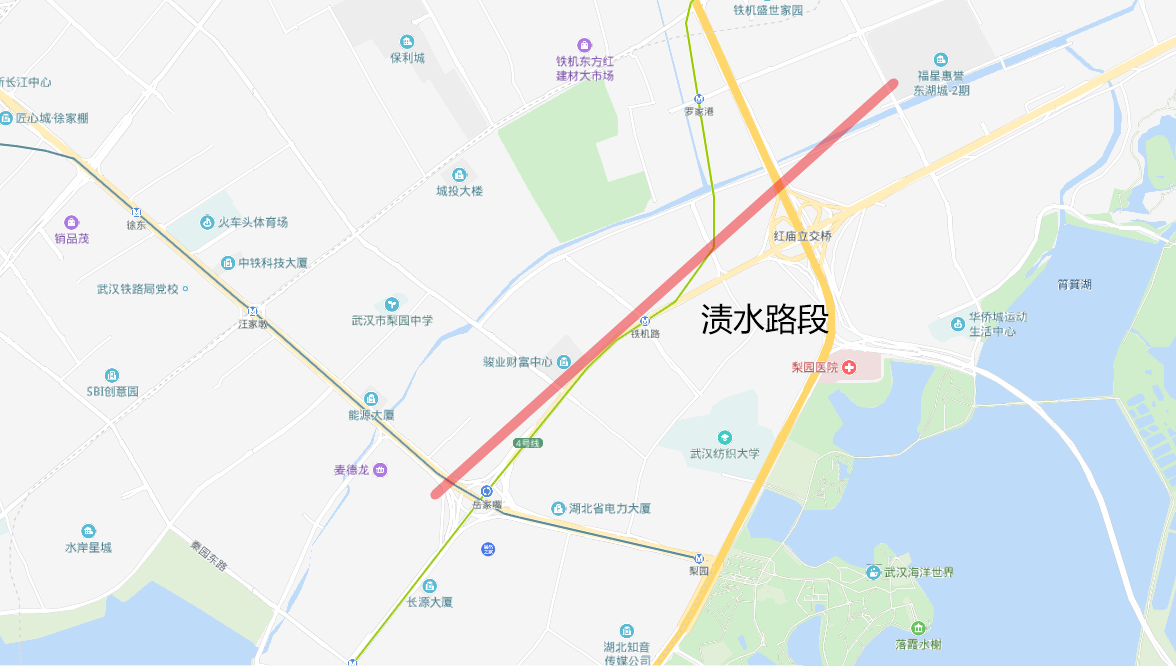 铁机盛世家园
保利城
铁机东方红
建材大市场
福星惠誉
东湖城-2期
新长江中心
匠心城·徐家棚
罗家港
城投大楼
徐东
火车头体育场
销品茂
红庙立交桥
中铁科技大厦
武汉铁路局党校
筲箕湖
汪家墩
武汉市梨园中学
渍水路段
华侨城运动
生活中心
铁机路
骏业财富中心
梨园医院
SBI创意园
能源大厦
4号线
武汉纺织大学
麦德龙
岳家嘴
湖北省电力大厦
水岸星城
秦园东路
梨园
武汉海洋世界
长源大厦
落霞水榭
湖北知音
传媒公司